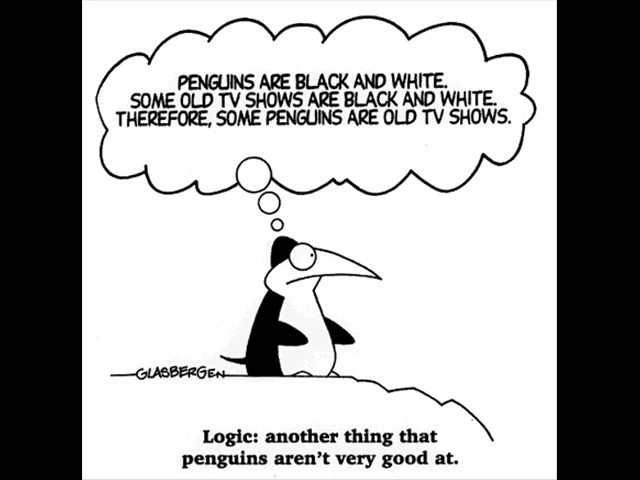 PENGUINS ARE BLACK AND WHITE.
SOME OLD TV SHOWS ARE BLACK AND WHITE.
THEREFORE, SOME PENGUINS ARE OLD TV SHOWS.
GLASBERGEN
Logic: another thing that
penguins aren't very good at.